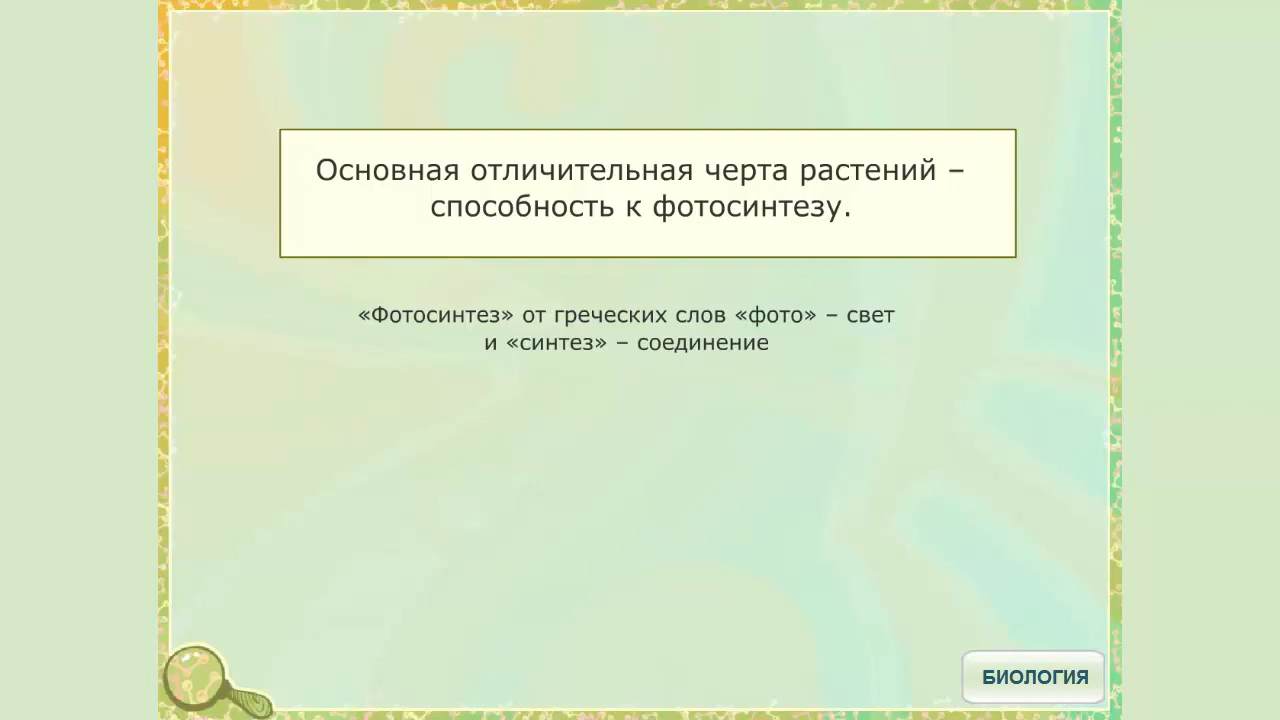 Основная отличительная черта растений –
способность к фотосинтезу.
«Фотосинтез» от греческих слов «фото» – свет
и «синтез» – соединение
БИОЛОГИЯ